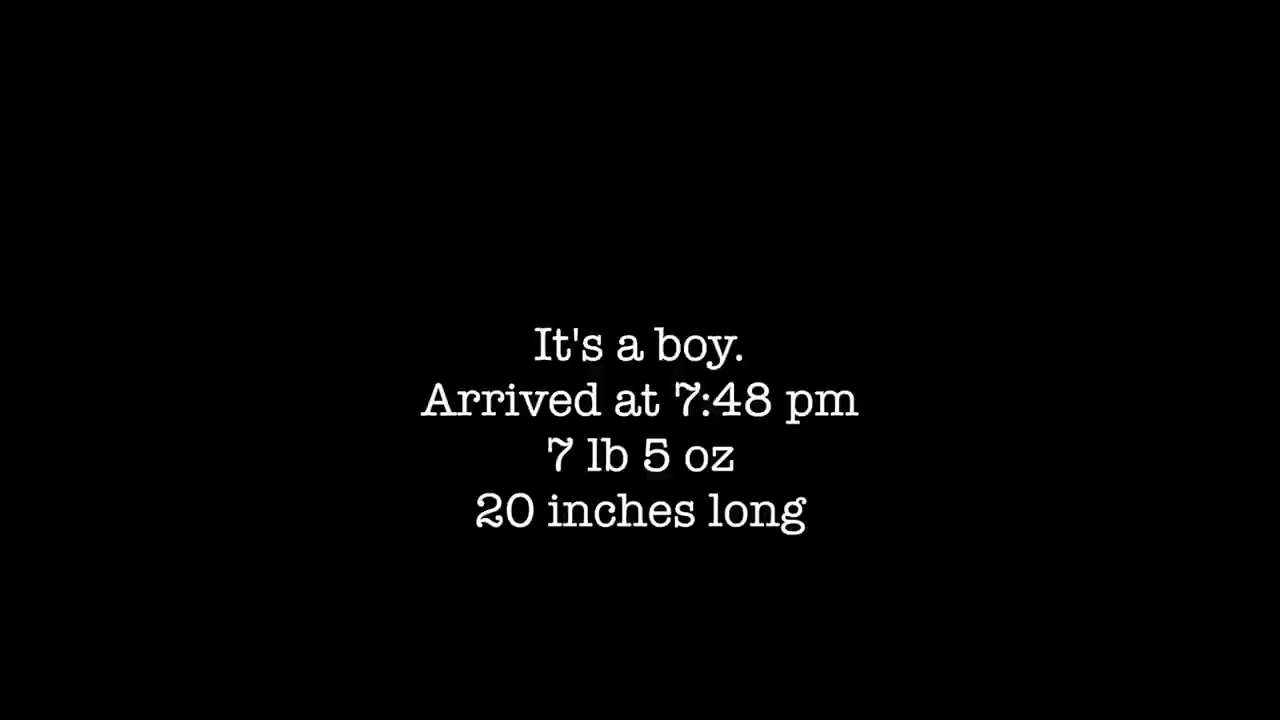 It's a boy.
Arrived at 7:48 pm
7 lb 5 oz
20 inches long